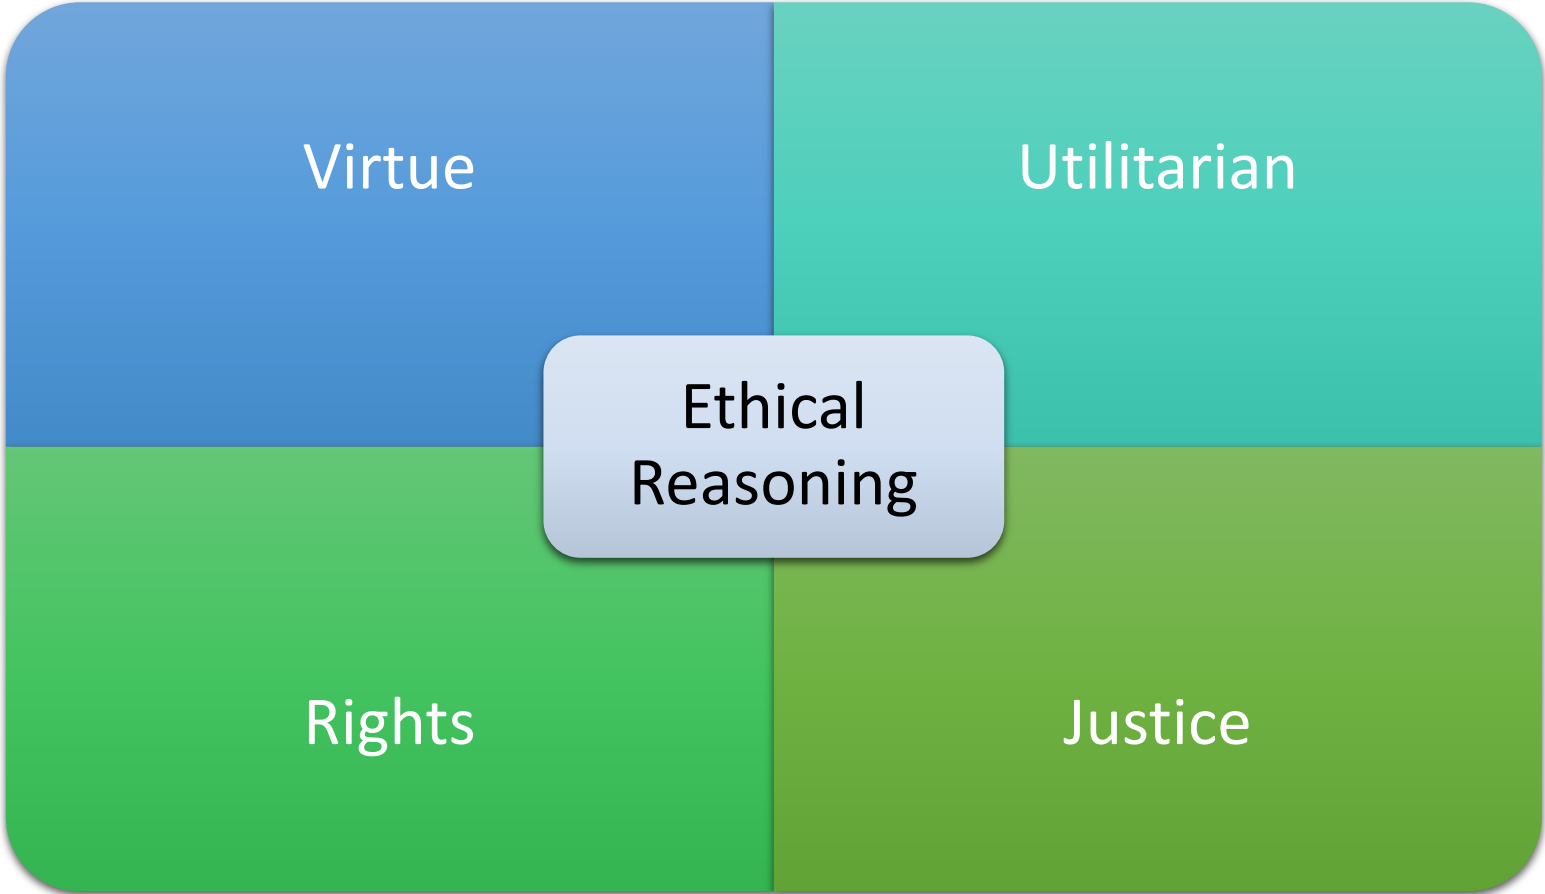 Virtue
Utilitarian
Ethical
Reasoning
Rights
Justice